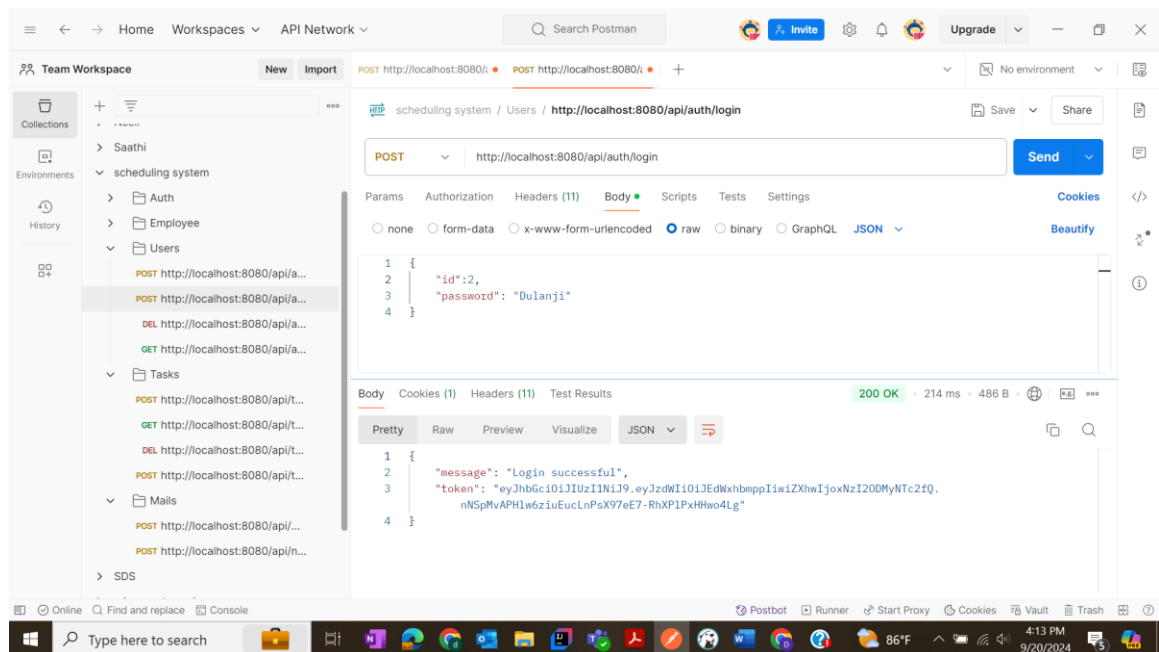 Home Workspaces API Network Search Postman Invite Upgrade
Team Workspace New Import POST http://localhost:8080/a POST http://localhost:8080/a No environment
Collections
Environments
History
Saathi
scheduling system
Auth
Employee
Users
POST http://localhost:8080/api/a...
POST http://localhost:8080/api/a...
DEL http://localhost:8080/api/a...
GET http://localhost:8080/api/a...
Tasks
POST http://localhost:8080/api/t...
GET http://localhost:8080/api/t...
DEL http://localhost:8080/api/t...
POST http://localhost:8080/api/t...
Mails
POST http://localhost:8080/api/...
POST http://localhost:8080/api/n...
SDS
HTTP scheduling system / Users / http://localhost:8080/api/auth/login Save Share
POST http://localhost:8080/api/auth/login Send
Params Authorization Headers (11) Body Scripts Tests Settings Cookies
none form-data x-www-form-urlencoded raw binary GraphQL JSON Beautify
1 {
2 "id":2,
3 "password": "Dulanji"
4 }
Body Cookies (1) Headers (11) Test Results 200 OK 214 ms 486 B
Pretty Raw Preview Visualize JSON
1 {
2 "message": "Login successful",
3 "token": "eyJhbGciOiJIUzI1NiJ9.eyJzdWIiOiJEdWxhbmppIiwiZXhwIjoxNzI2ODMyNTc2fQ.
nNSpMvAPHlw6ziuEucLnPsX97eE7-RhXPlPxHHwo4Lg"
4 }
Online Find and replace Console Postbot Runner Start Proxy Cookies Vault Trash
Type here to search 86°F 4:13 PM
9/20/2024